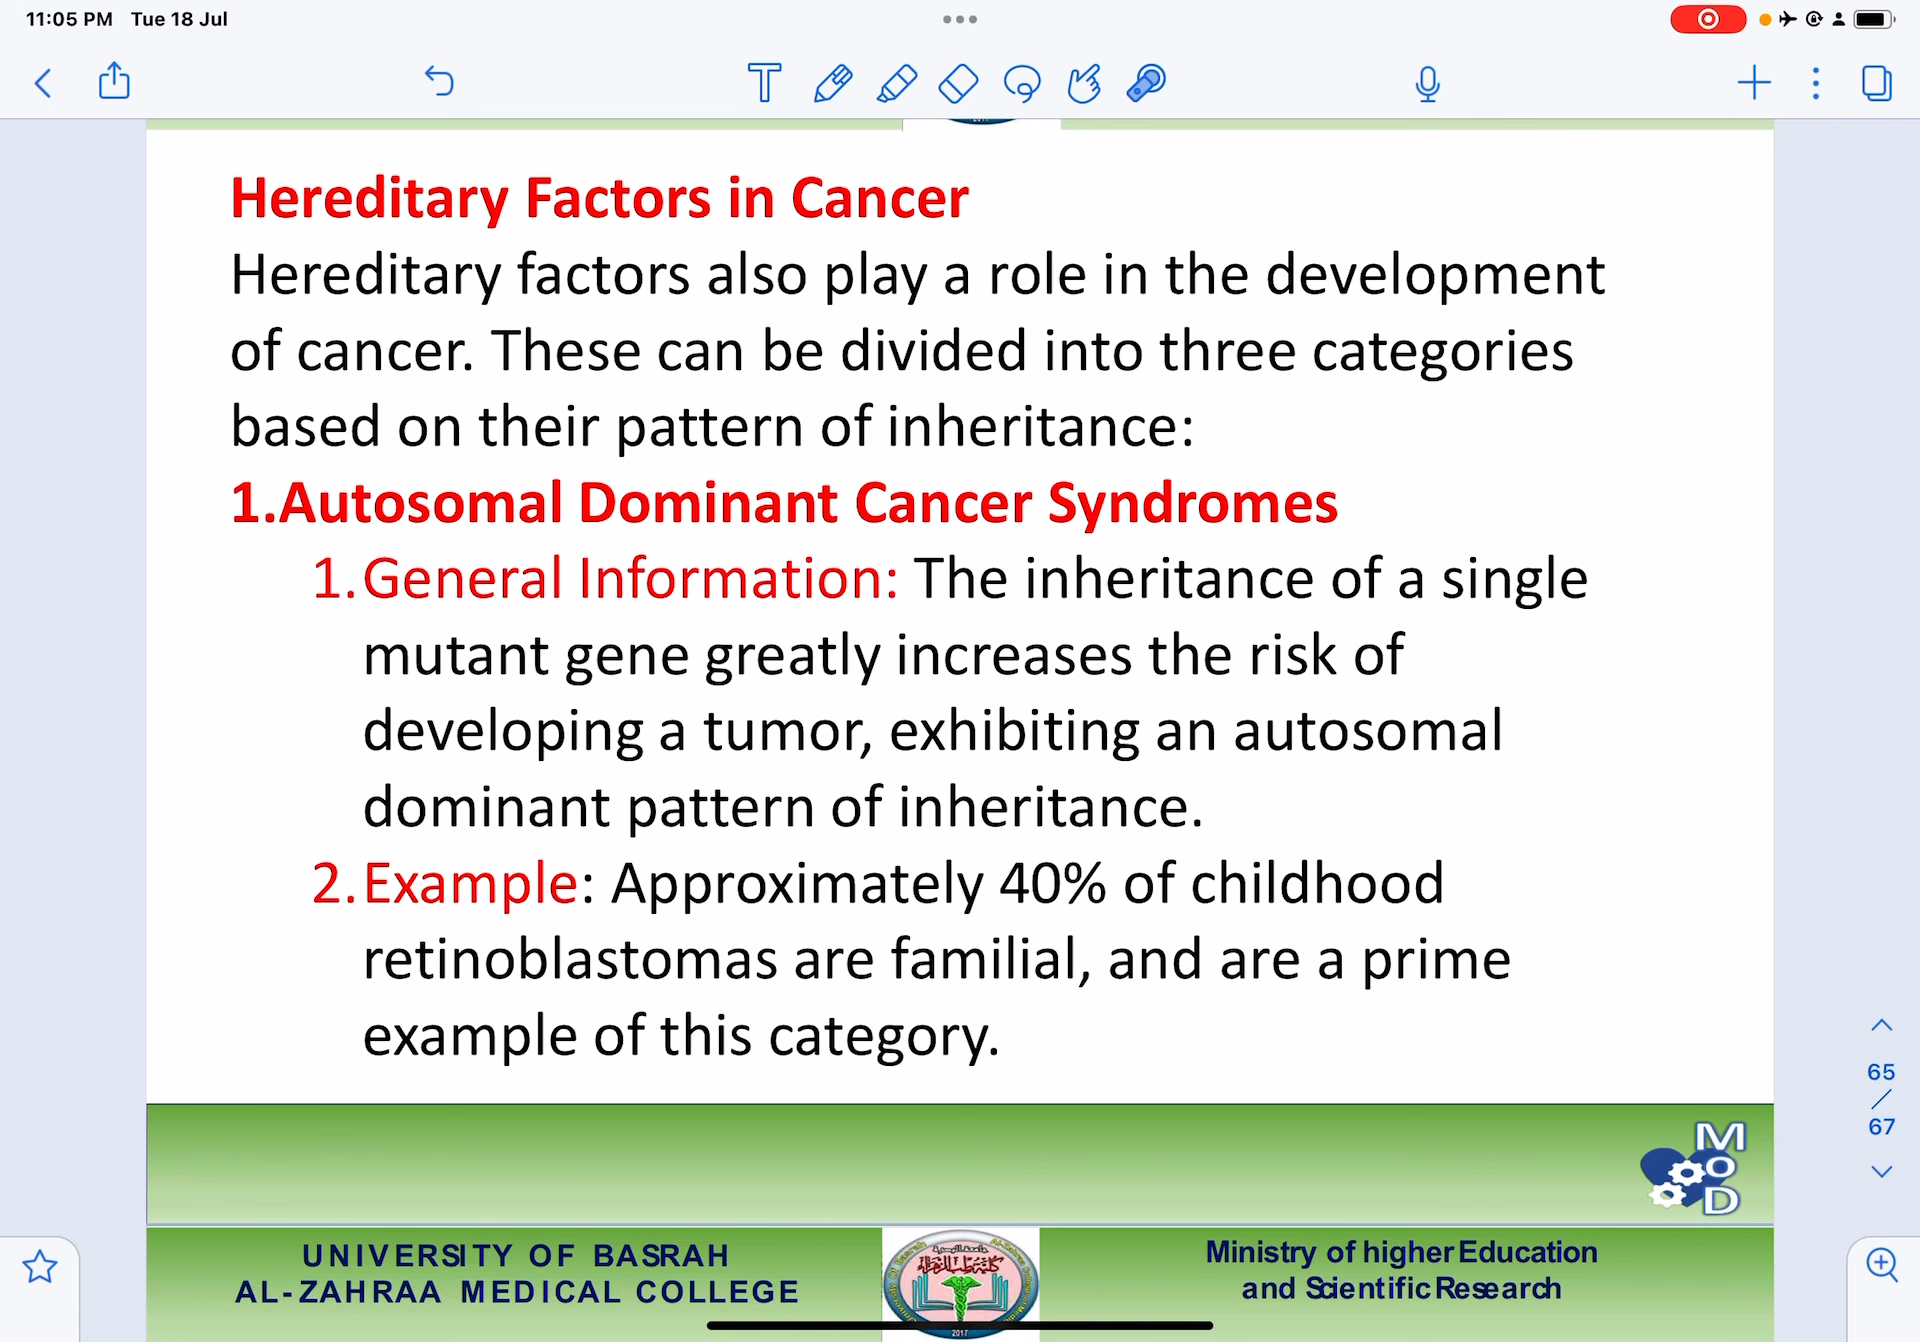 11:05 PM Tue 18 Jul
Hereditary Factors in Cancer
Hereditary factors also play a role in the development
of cancer. These can be divided into three categories
based on their pattern of inheritance:
1.Autosomal Dominant Cancer Syndromes
1.General Information: The inheritance of a single
mutant gene greatly increases the risk of
developing a tumor, exhibiting an autosomal
dominant pattern of inheritance.
2.Example: Approximately 40% of childhood
retinoblastomas are familial, and are a prime
example of this category.
65
/
67
M
O
D
UNIVERSITY OF BASRAH
AL-ZAHRAA MEDICAL COLLEGE
2017
Ministry of higher Education
and Scientific Research